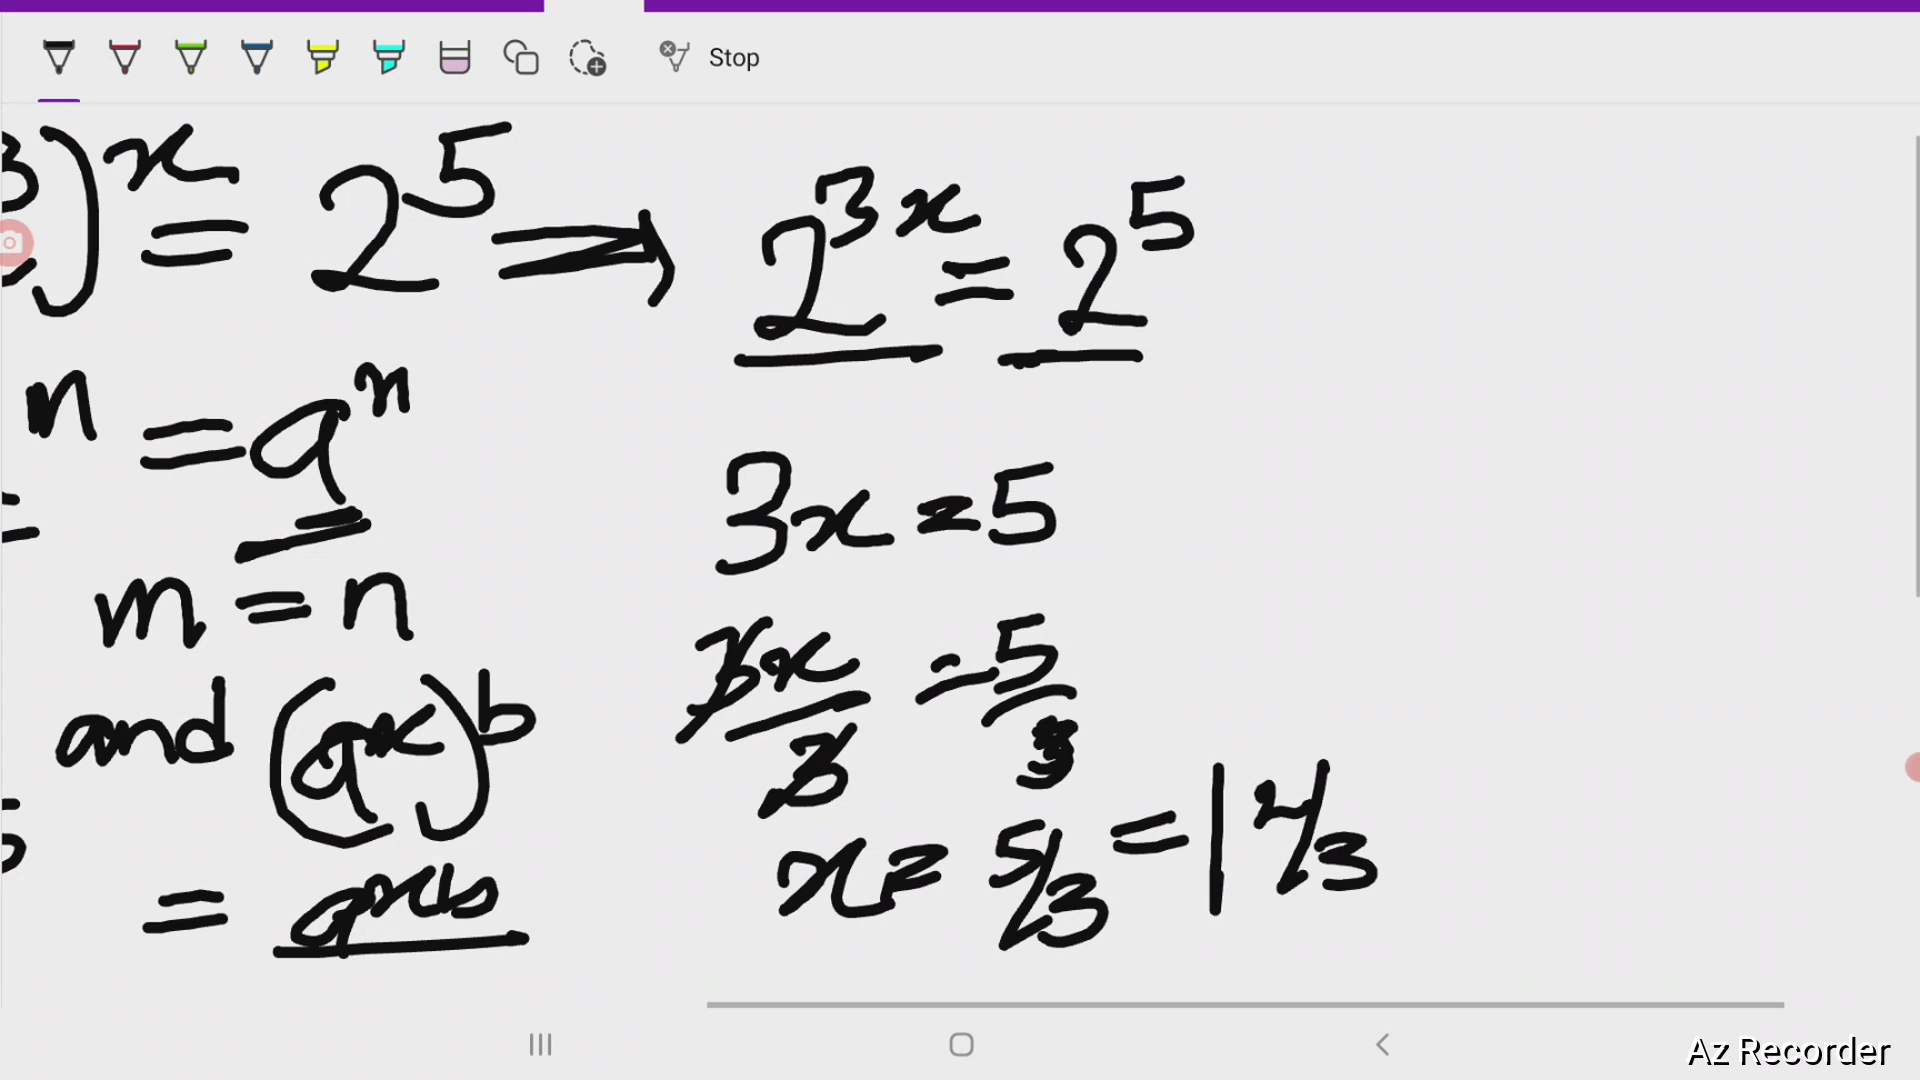 Stop
3)^x = 2^5 ⇒ 2^3x = 2^5
n = a^n
m = n
and (a^x)^b
= a^xb
3x = 5
3x/3 = 5/3
x = 5/3 = 1 2/3
5
Az Recorder